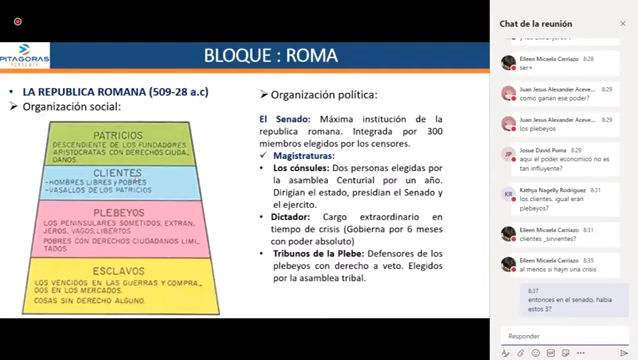 PITAGORAS
BLOQUE : ROMA
LA REPUBLICA ROMANA (509-28 a.c)
Organización social:
PATRICIOS
DESCENDIENTE DE LOS FUNDADORES
ARISTOCRATAS CON DERECHOS CIUDA
DANOS
CLIENTES
-HOMBRES LIBRES y POBRES
-VASALLOS DE LOS PATRICIOS
PLEBEYOS
LOS PENINSULARES SOMETIDOS, EXTRAN,
JEROS, VAGOS, LIBERTOS
POBRES CON DERECHOS CIUDADANOS LIMI_
TADOS
ESCLAVOS
LOS VENCIDOS EN LAS GUERRAS Y COMPRA_
DOS EN LOS MERCADOS.
COSAS SIN DERECHO ALGUNO.
Organización política:
El Senado: Máxima institución de la
republica romana. Integrada por 300
miembros elegidos por los censores.
Magistraturas:
Los cónsules: Dos personas elegidas por
la asamblea Centurial por un año.
Dirigían el estado, presidian el Senado y
el ejercito.
Dictador: Cargo extraordinario en
tiempo de crisis (Gobierna por 6 meses
con poder absoluto)
Tribunos de la Plebe: Defensores de los
plebeyos con derecho a veto. Elegidos
por la asamblea tribal.
Chat de la reunión
Eileen Micaela Carriazo 8:28
ser+
Juan Jesus Alexander Aceve... 8:29
como ganan ese poder?
Juan Jesus Alexander Aceve... 8:29
los plebeyos
JP
Josue David Puma 8:29
aqui el poder economico no es
tan influyente?
KR
Kathya Nagelly Rodriguez 8:31
los clientes, igual eran
plebeyos?
Eileen Micaela Carriazo 8:31
clientes _sirvientes?
Eileen Micaela Carriazo 8:35
al menos si hayn una crisis
8:37
entonces en el senado, habia
estos 3?
Responder